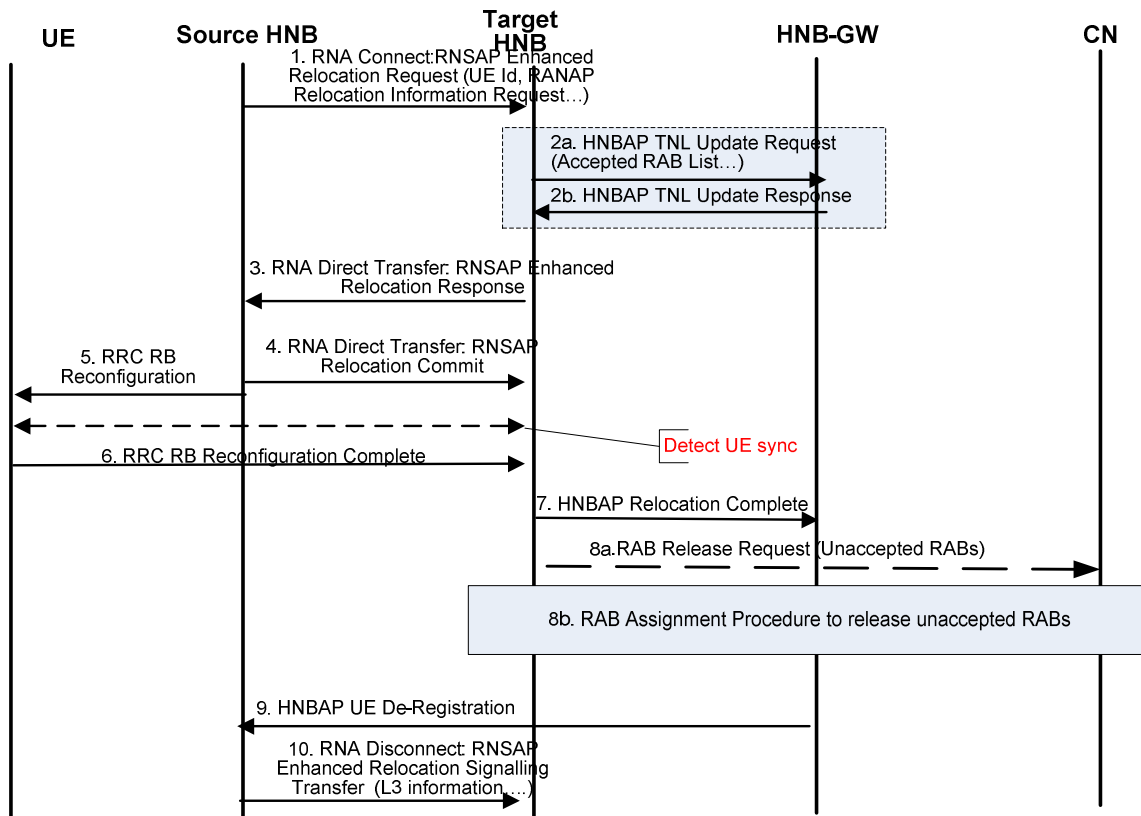 UE
Source HNB
Target
HNB
HNB-GW
CN
1. RNA Connect:RNSAP Enhanced
Relocation Request (UE Id, RANAP
Relocation Information Request…)
2a. HNBAP TNL Update Request
(Accepted RAB List…)
2b. HNBAP TNL Update Response
3. RNA Direct Transfer: RNSAP Enhanced
Relocation Response
4. RNA Direct Transfer: RNSAP
Relocation Commit
5. RRC RB
Reconfiguration
Detect UE sync
6. RRC RB Reconfiguration Complete
7. HNBAP Relocation Complete
8a.RAB Release Request (Unaccepted RABs)
8b. RAB Assignment Procedure to release unaccepted RABs
9. HNBAP UE De-Registration
10. RNA Disconnect: RNSAP
Enhanced Relocation Signalling
Transfer (L3 information,…)